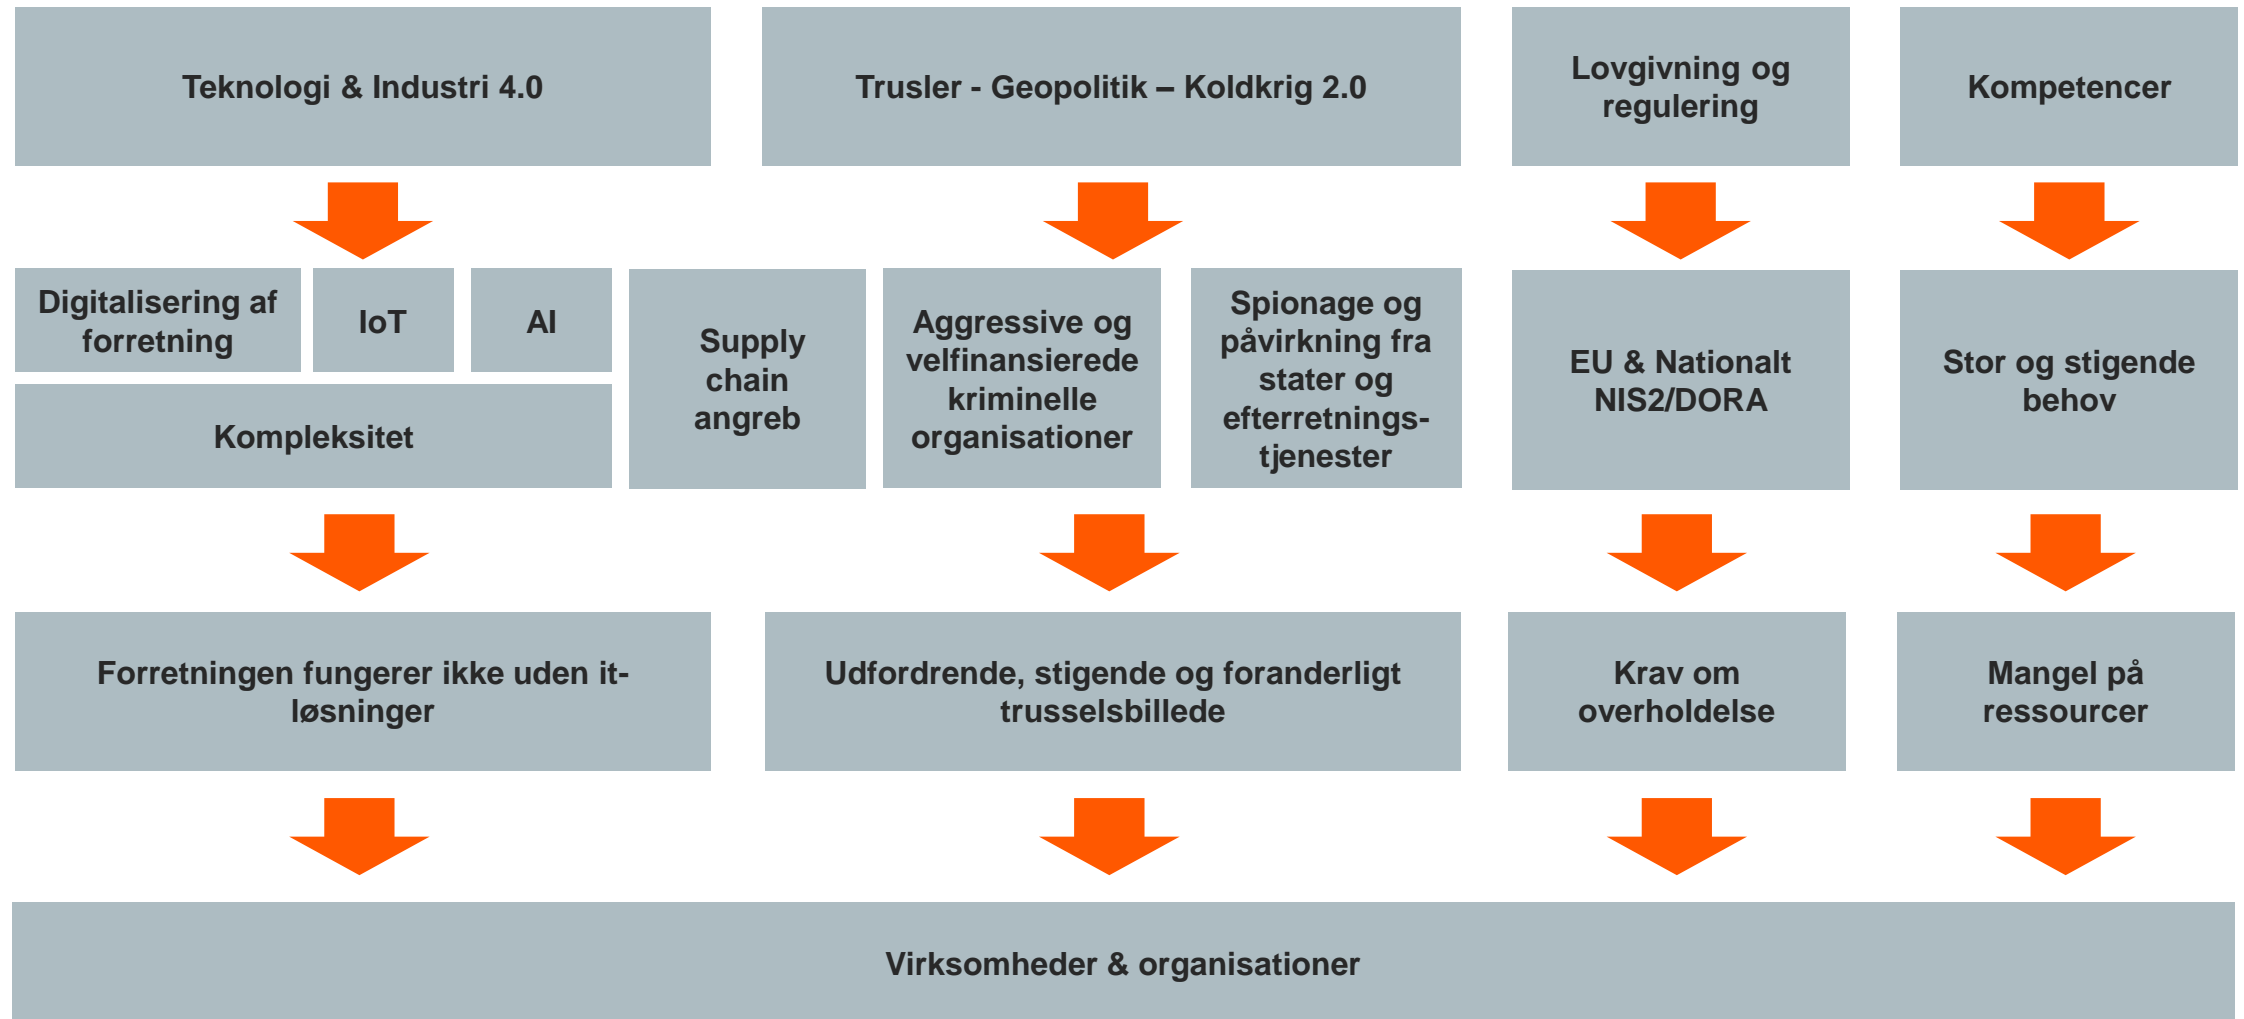 Teknologi & Industri 4.0
Trusler - Geopolitik – Koldkrig 2.0
Lovgivning og
regulering
Kompetencer
Digitalisering af
forretning
IoT
AI
Kompleksitet
Supply
chain
angreb
Aggressive og
velfinansierede
kriminelle
organisationer
Spionage og
påvirkning fra
stater og
efterretnings-
tjenester
EU & Nationalt
NIS2/DORA
Stor og stigende
behov
Forretningen fungerer ikke uden it-
løsninger
Udfordrende, stigende og foranderligt
trusselsbillede
Krav om
overholdelse
Mangel på
ressourcer
Virksomheder & organisationer